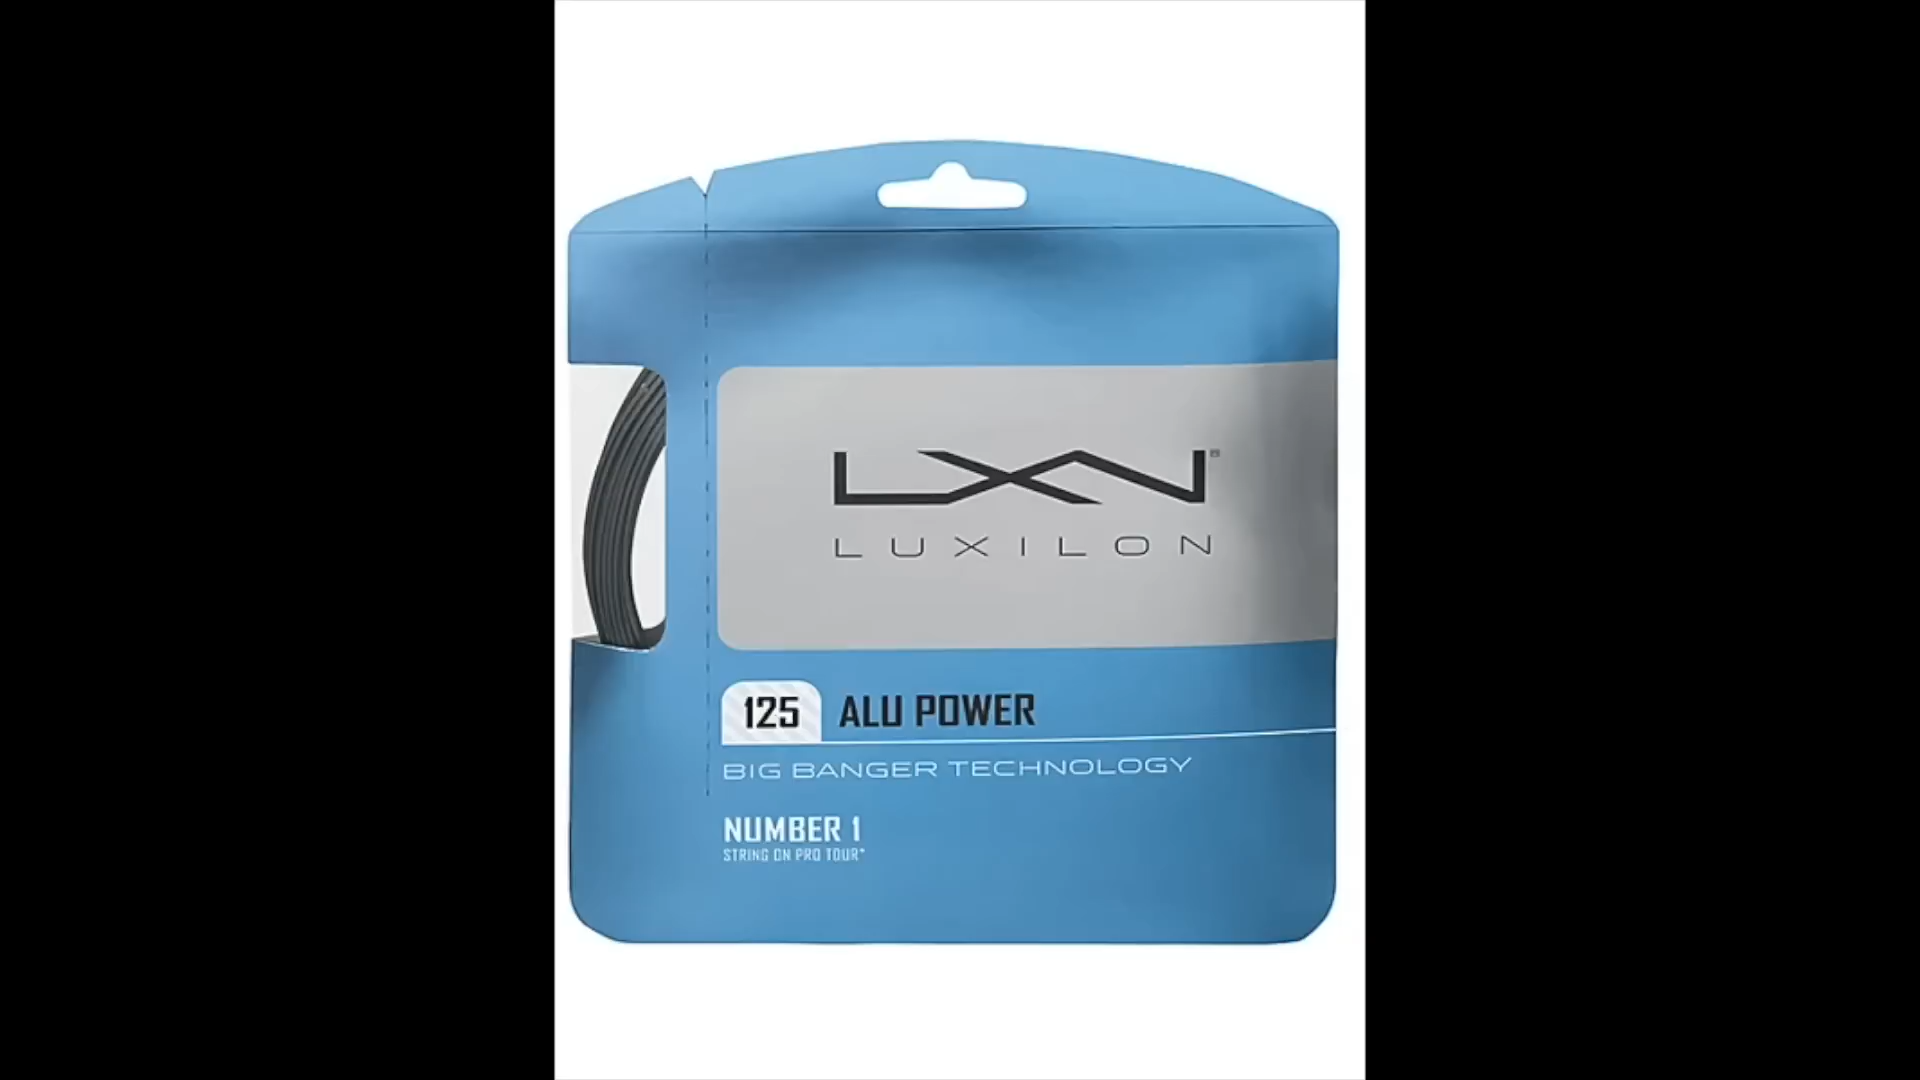 LXN
LUXILON
125 ALU POWER
BIG BANGER TECHNOLOGY
NUMBER 1
STRING ON PRO TOUR*